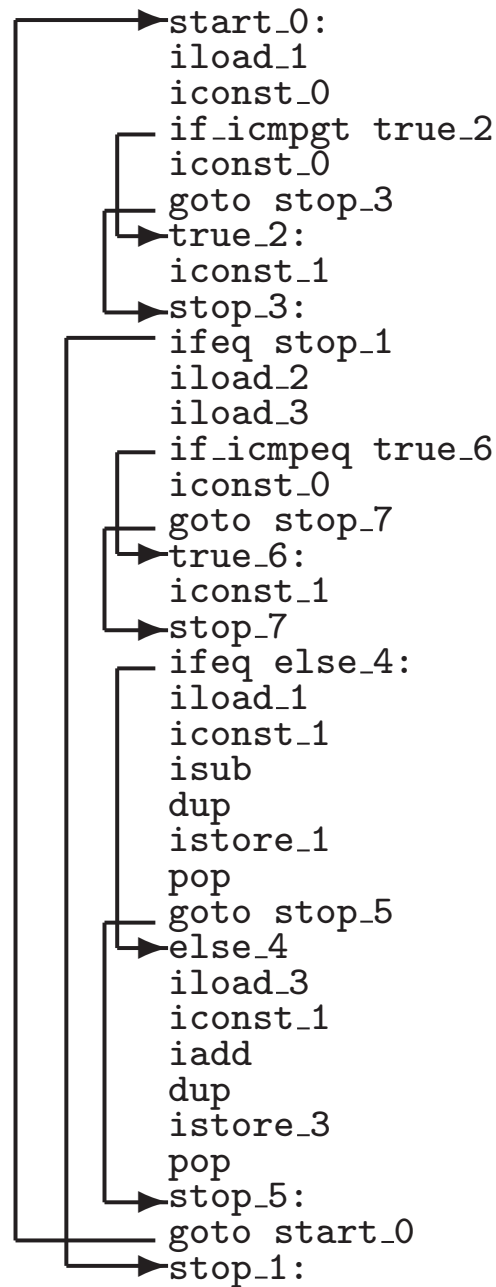 start_0:
iload_1
iconst_0
if_icmpgt true_2
iconst_0
goto stop_3
true_2:
iconst_1
stop_3:
ifeq stop_1
iload_2
iload_3
if_icmpeq true_6
iconst_0
goto stop_7
true_6:
iconst_1
stop_7
ifeq else_4:
iload_1
iconst_1
isub
dup
istore_1
pop
goto stop_5
else_4
iload_3
iconst_1
iadd
dup
istore_3
pop
stop_5:
goto start_0
stop_1: